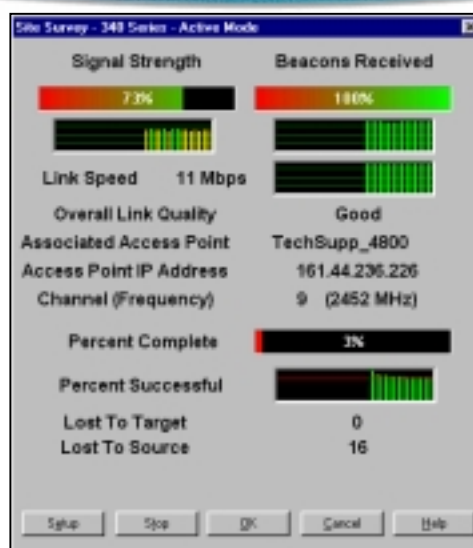 Site Survey - 340 Series - Active Mode
Signal Strength Beacons Received
73% 100%
Link Speed 11 Mbps
Overall Link Quality Good
Associated Access Point TechSupp_4800
Access Point IP Address 161.44.236.226
Channel (Frequency) 9 (2452 MHz)
Percent Complete 3%
Percent Successful
Lost To Target 0
Lost To Source 16
Setup Stop OK Cancel Help